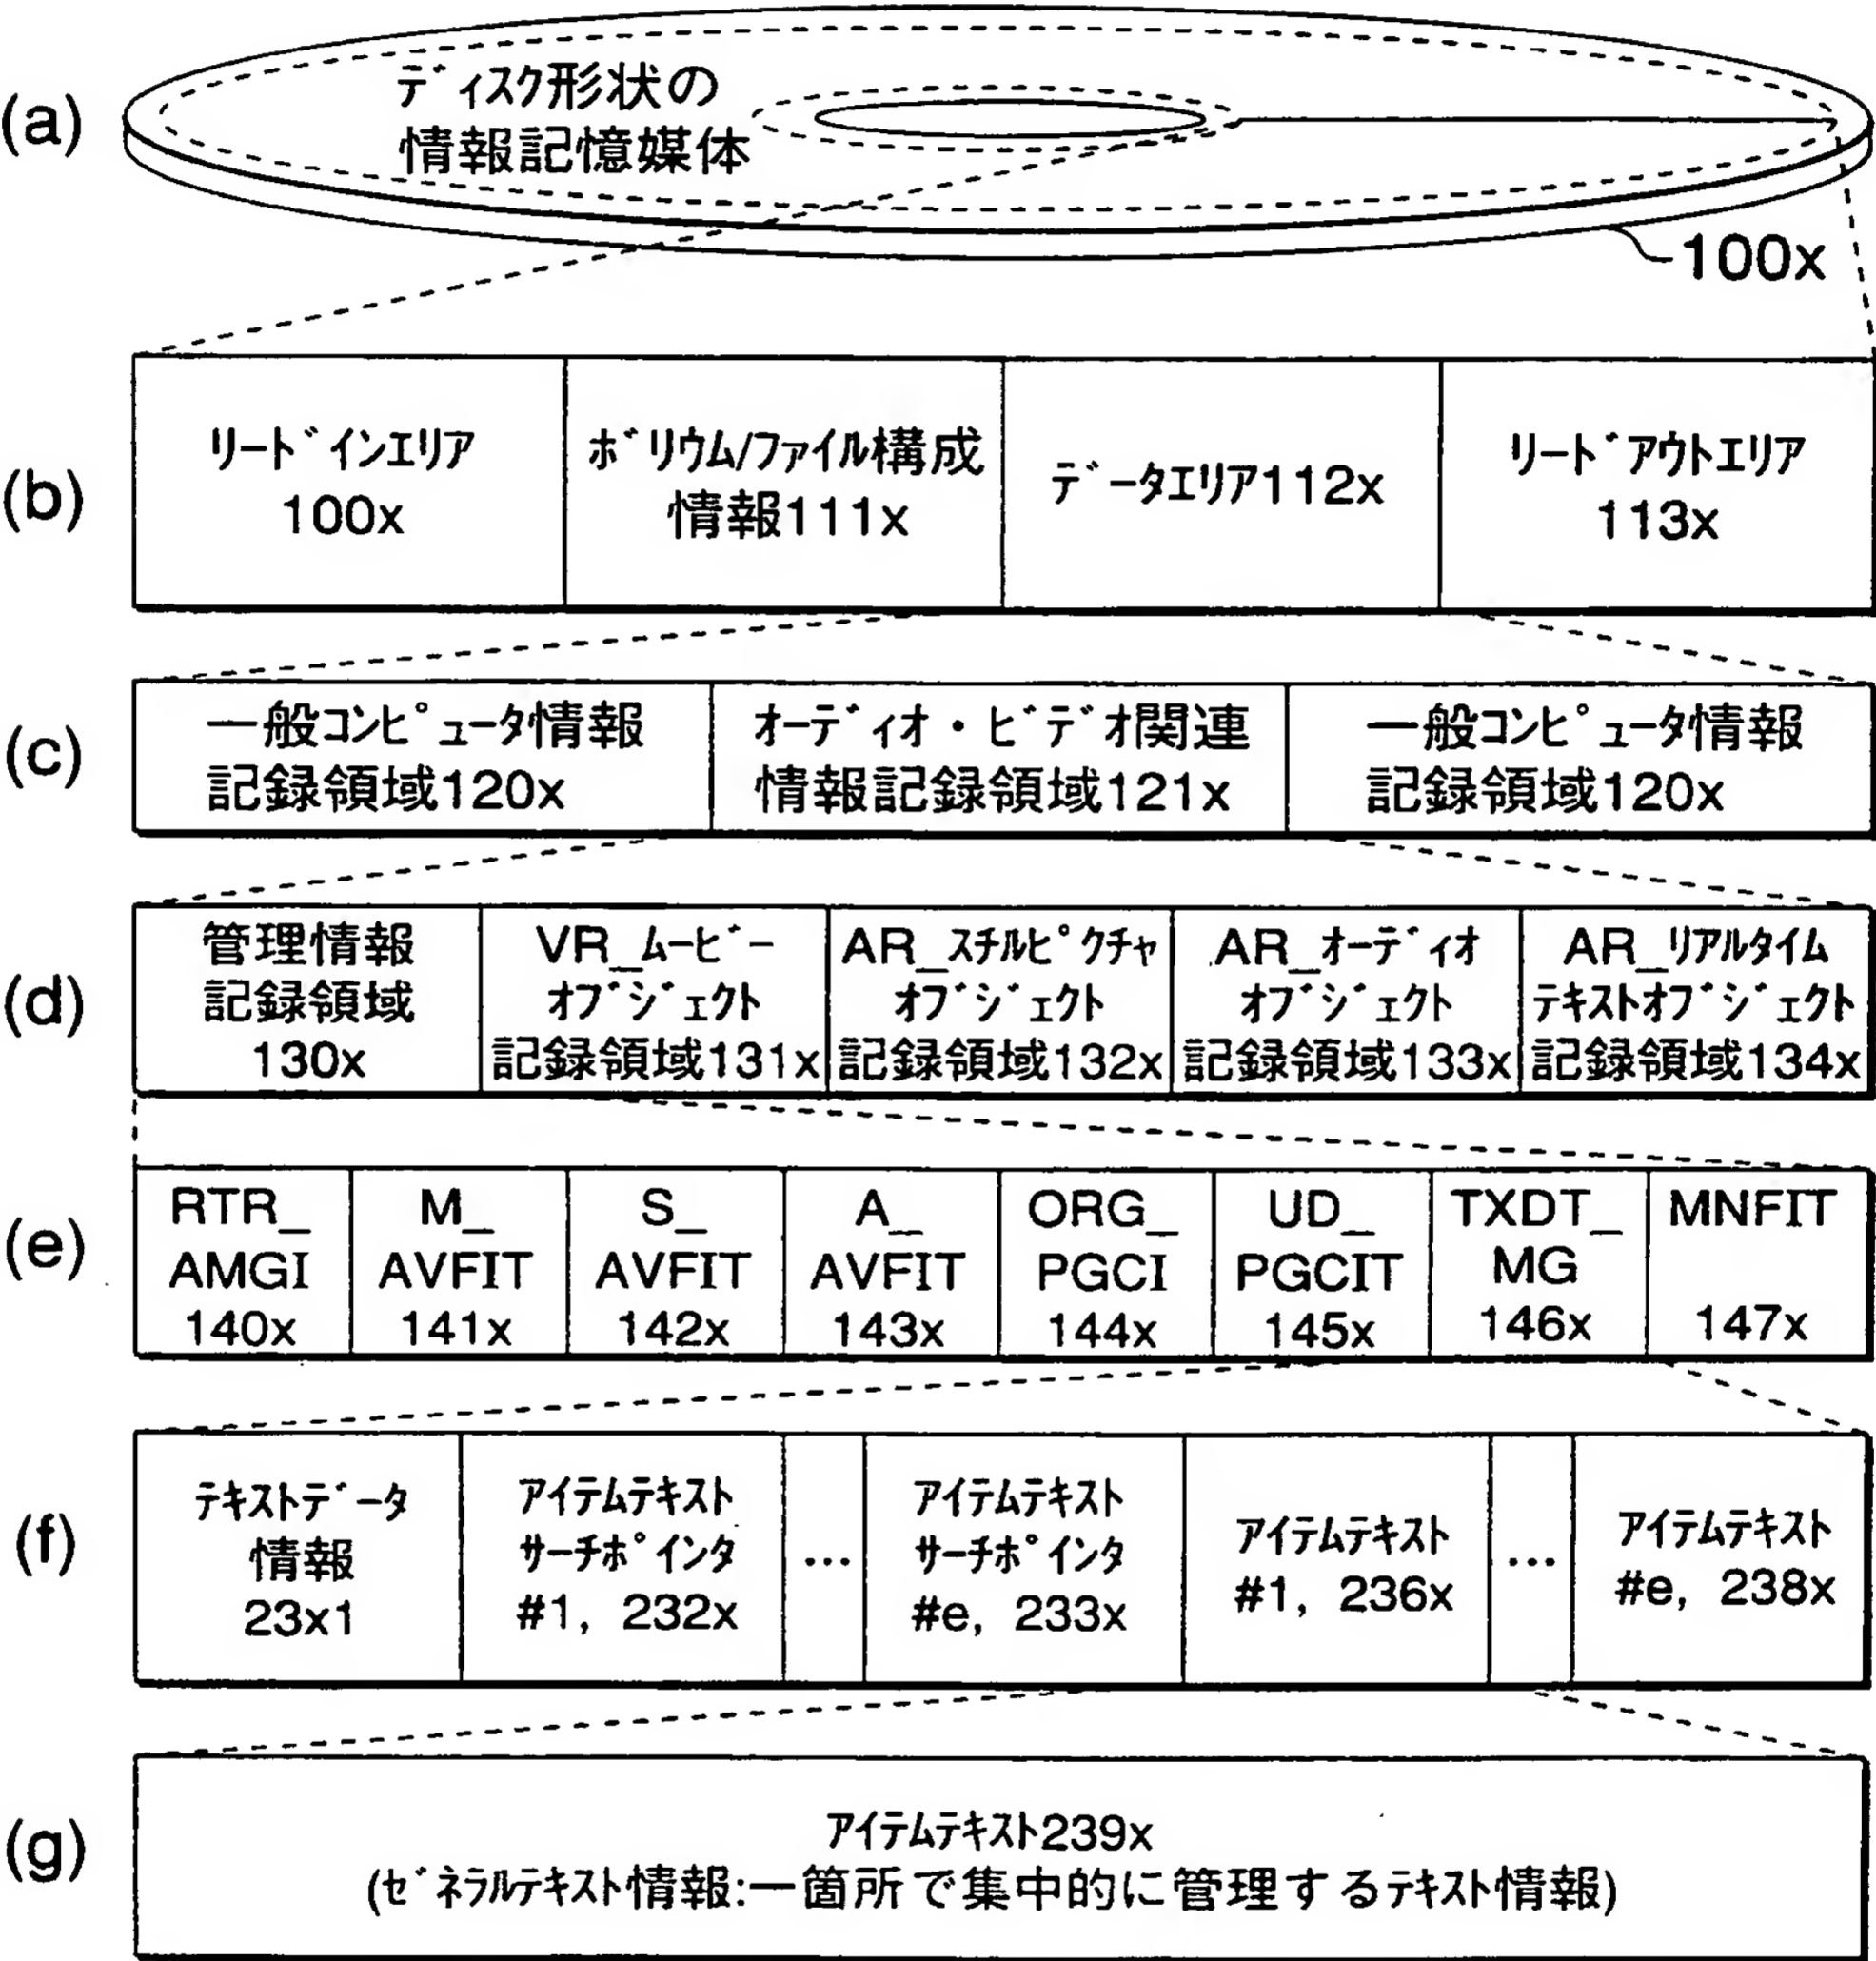 (a)
ディスク形状の
情報記憶媒体
100x
(b)
リードインエリア
100x
ボリウム/ファイル構成
情報111x
データエリア112x
リードアウトエリア
113x
(c)
一般コンピュータ情報
記録領域120x
オーディオ・ビデオ関連
情報記録領域121x
一般コンピュータ情報
記録領域120x
(d)
管理情報
記録領域
130x
VR_ムービー
オブジェクト
記録領域131x
AR_スチルピクチャ
オブジェクト
記録領域132x
AR_オーディオ
オブジェクト
記録領域133x
AR_リアルタイム
テキストオブジェクト
記録領域134x
(e)
RTR_
AMGI
140x
M_
AVFIT
141x
S_
AVFIT
142x
A_
AVFIT
143x
ORG_
PGCI
144x
UD_
PGCIT
145x
TXDT_
MG
146x
MNFIT
147x
(f)
テキストデータ
情報
23x1
アイテムテキスト
サーチポインタ
#1, 232x
...
アイテムテキスト
サーチポインタ
#e, 233x
アイテムテキスト
#1, 236x
...
アイテムテキスト
#e, 238x
(g)
アイテムテキスト239x
(ゼネラルテキスト情報:一箇所で集中的に管理するテキスト情報)